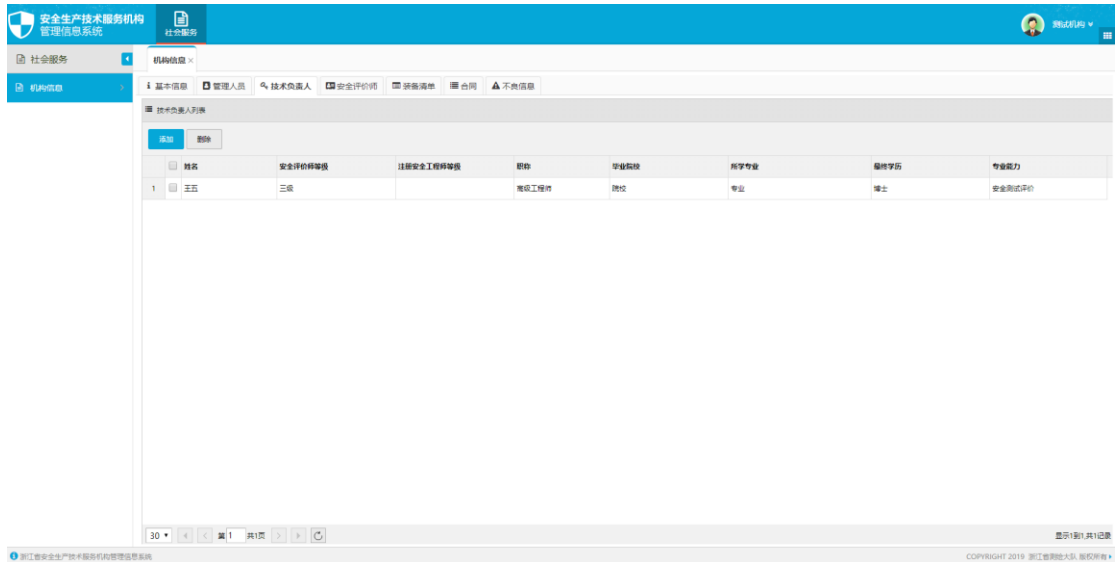 安全生产技术服务机构
管理信息系统
社会服务
测试机构
社会服务
机构信息
机构信息 ×
基本信息 管理人员 技术负责人 安全评价师 装备清单 合同 不良信息
技术负责人列表
添加 删除
姓名 安全评价师等级 注册安全工程师等级 职称 毕业院校 所学专业 最终学历 专业能力
1 王五 三级 高级工程师 院校 专业 博士 安全测试评价
30 第 1 共1页
显示1到1,共1记录
浙江省安全生产技术服务机构管理信息系统
COPYRIGHT 2019 浙江省测绘大队 版权所有